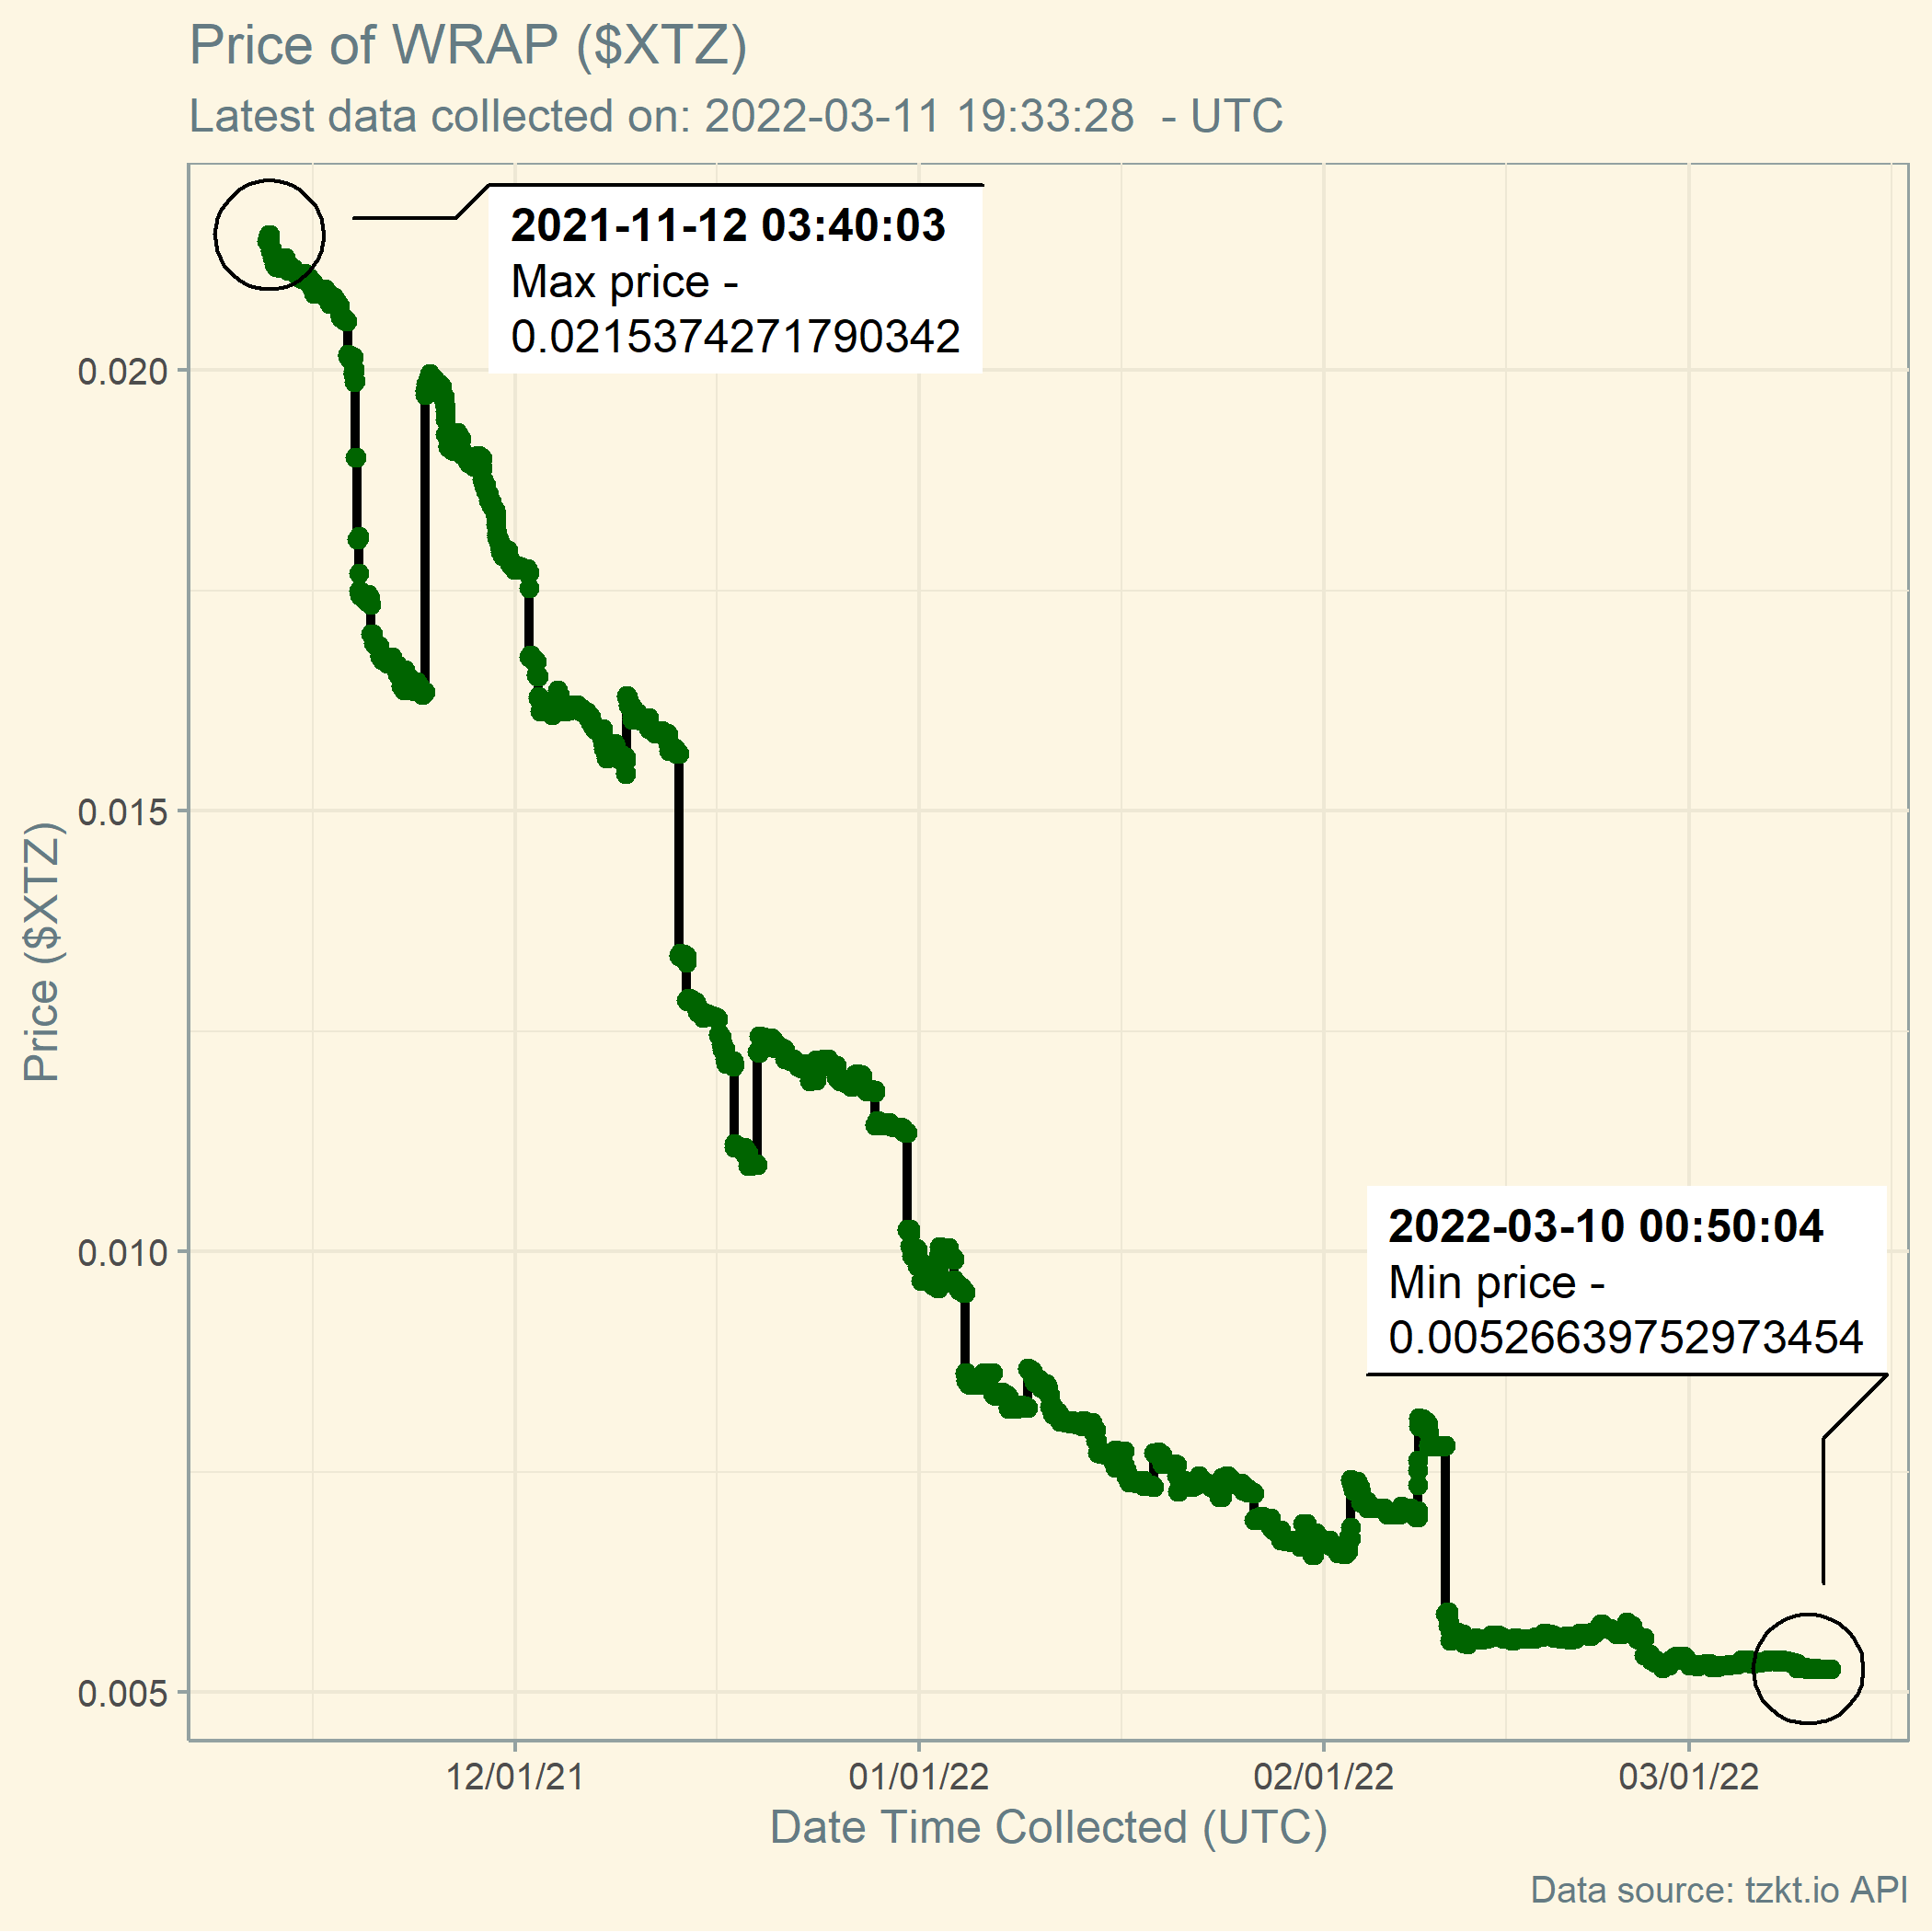 Price of WRAP ($XTZ)
Latest data collected on: 2022-03-11 19:33:28  - UTC
2021-11-12 03:40:03
Max price -
0.0215374271790342
0.020
0.015
Price ($XTZ)
0.010
2022-03-10 00:50:04
Min price -
0.00526639752973454
0.005
12/01/21
01/01/22
02/01/22
03/01/22
Date Time Collected (UTC)
Data source: tzkt.io API